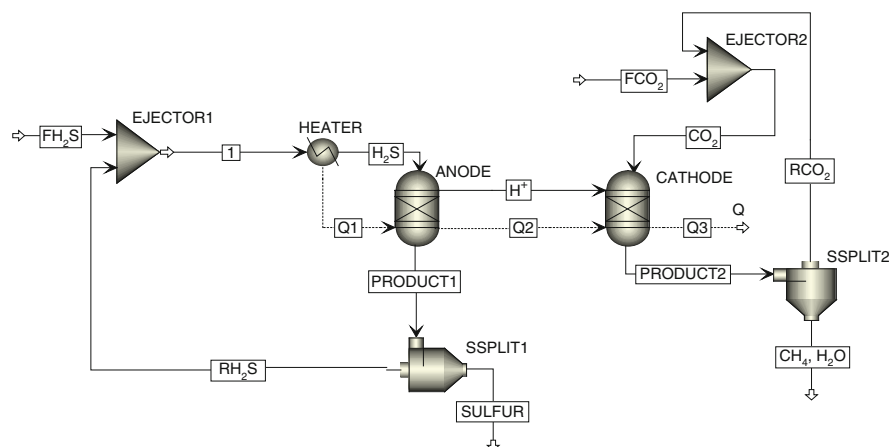 EJECTOR2
FCO₂
EJECTOR1
FH₂S
HEATER
1
H₂S
CO₂
ANODE
CATHODE
RCO₂
H⁺
Q1
Q2
Q3
Q
PRODUCT1
PRODUCT2
SSPLIT2
SSPLIT1
RH₂S
CH₄, H₂O
SULFUR